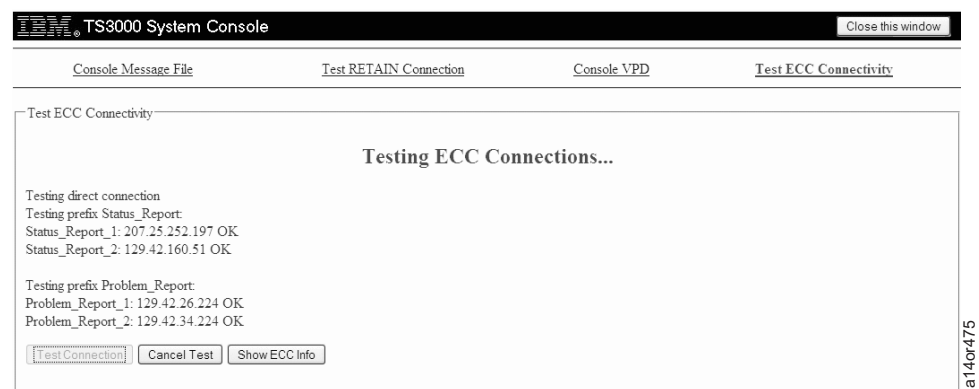 IBM® TS3000 System Console
Close this window
Console Message File
Test RETAIN Connection
Console VPD
Test ECC Connectivity
Test ECC Connectivity
Testing ECC Connections...
Testing direct connection
Testing prefix Status_Report:
Status_Report_1: 207.25.252.197 OK
Status_Report_2: 129.42.160.51 OK
Testing prefix Problem_Report:
Problem_Report_1: 129.42.26.224 OK
Problem_Report_2: 129.42.34.224 OK
Test Connection
Cancel Test
Show ECC Info
a14or475